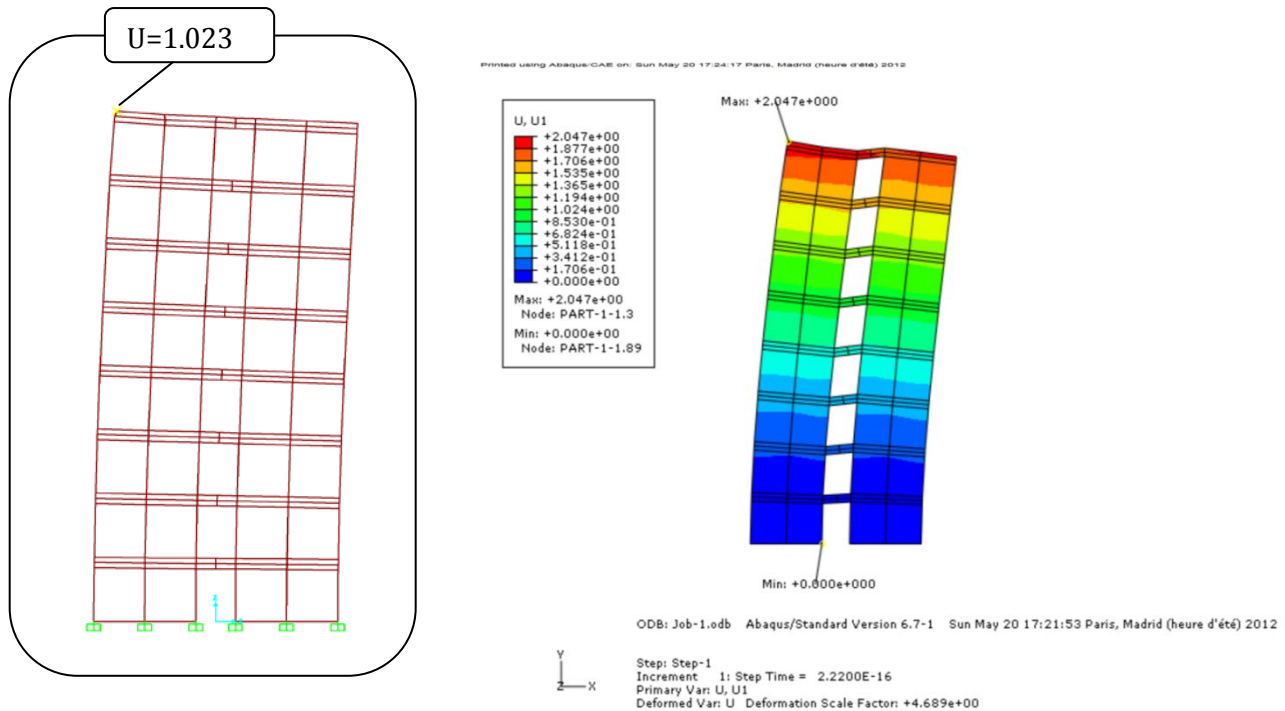 U=1.023
Printed using Abaqus/CAE on: Sun May 20 17:24:17 Paris, Madrid (heure d'été) 2012
Max: +2.047e+000
U, U1
+2.047e+00
+1.877e+00
+1.706e+00
+1.535e+00
+1.365e+00
+1.194e+00
+1.024e+00
+8.530e-01
+6.824e-01
+5.118e-01
+3.412e-01
+1.706e-01
+0.000e+00
Max: +2.047e+00
Node: PART-1-1.3
Min: +0.000e+00
Node: PART-1-1.89
Min: +0.000e+000
ODB: Job-1.odb Abaqus/Standard Version 6.7-1 Sun May 20 17:21:53 Paris, Madrid (heure d'été) 2012
Y
Z X
Step: Step-1
Increment 1: Step Time = 2.2200E-16
Primary Var: U, U1
Deformed Var: U Deformation Scale Factor: +4.689e+00